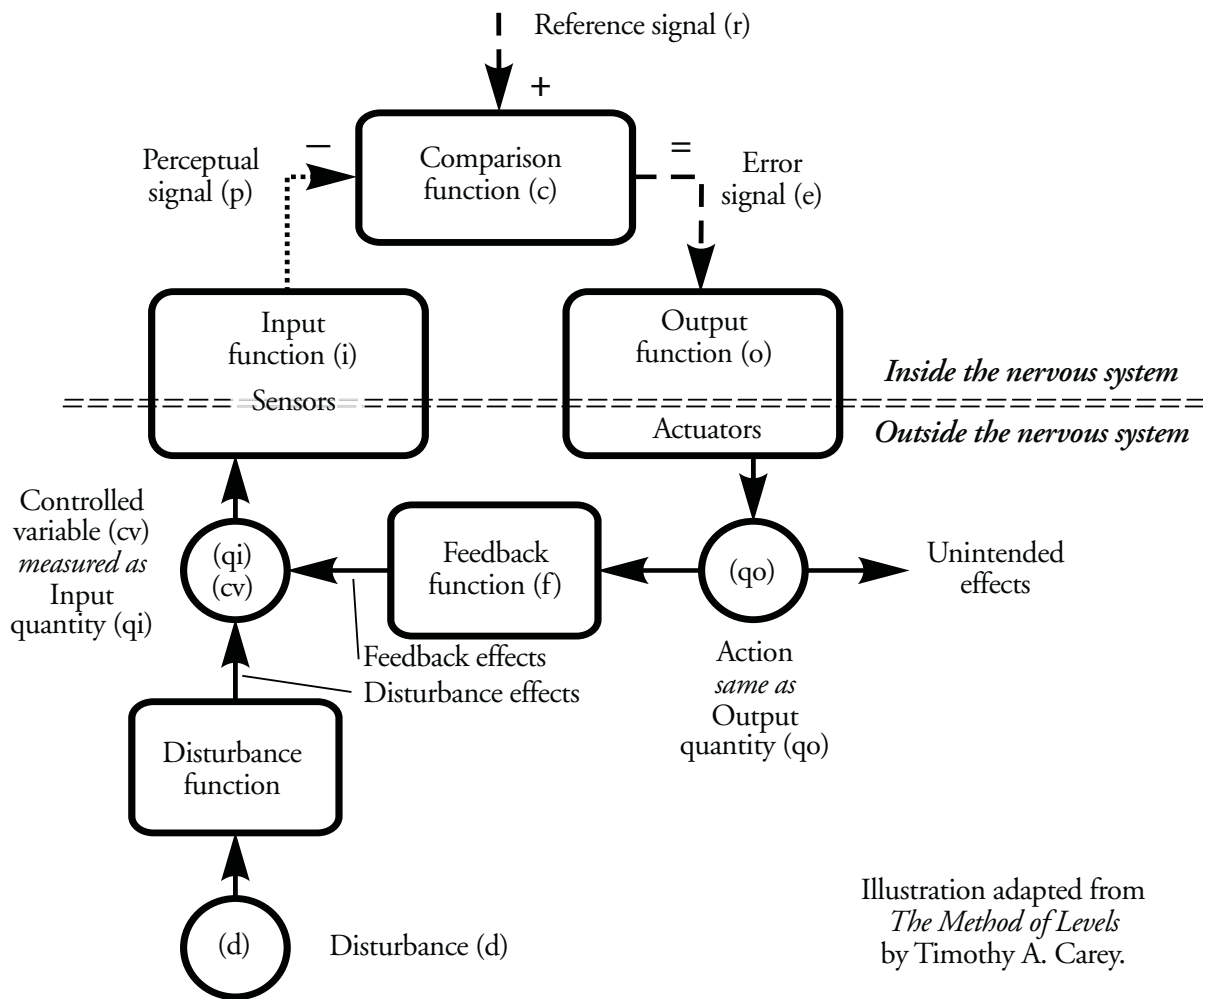 Reference signal (r)
+
−
=
Perceptual
signal (p)
Comparison
function (c)
Error
signal (e)
Input
function (i)
Sensors
Output
function (o)
Actuators
Inside the nervous system
Outside the nervous system
Controlled
variable (cv)
measured as
Input
quantity (qi)
(qi)
(cv)
Feedback
function (f)
(qo)
Unintended
effects
Feedback effects
Disturbance effects
Action
same as
Output
quantity (qo)
Disturbance
function
(d)
Disturbance (d)
Illustration adapted from
The Method of Levels
by Timothy A. Carey.